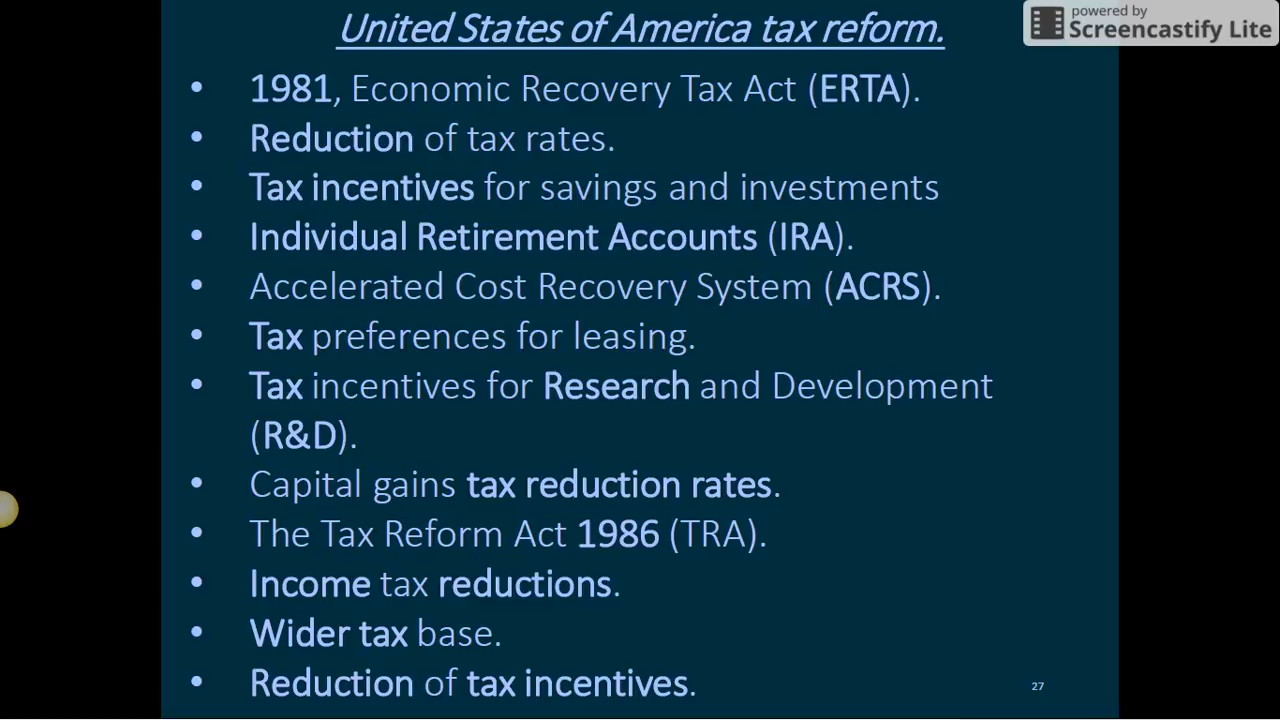 United States of America tax reform.
powered by
Screencastify Lite
• 1981, Economic Recovery Tax Act (ERTA).
• Reduction of tax rates.
• Tax incentives for savings and investments
• Individual Retirement Accounts (IRA).
• Accelerated Cost Recovery System (ACRS).
• Tax preferences for leasing.
• Tax incentives for Research and Development
(R&D).
• Capital gains tax reduction rates.
• The Tax Reform Act 1986 (TRA).
• Income tax reductions.
• Wider tax base.
• Reduction of tax incentives.
27